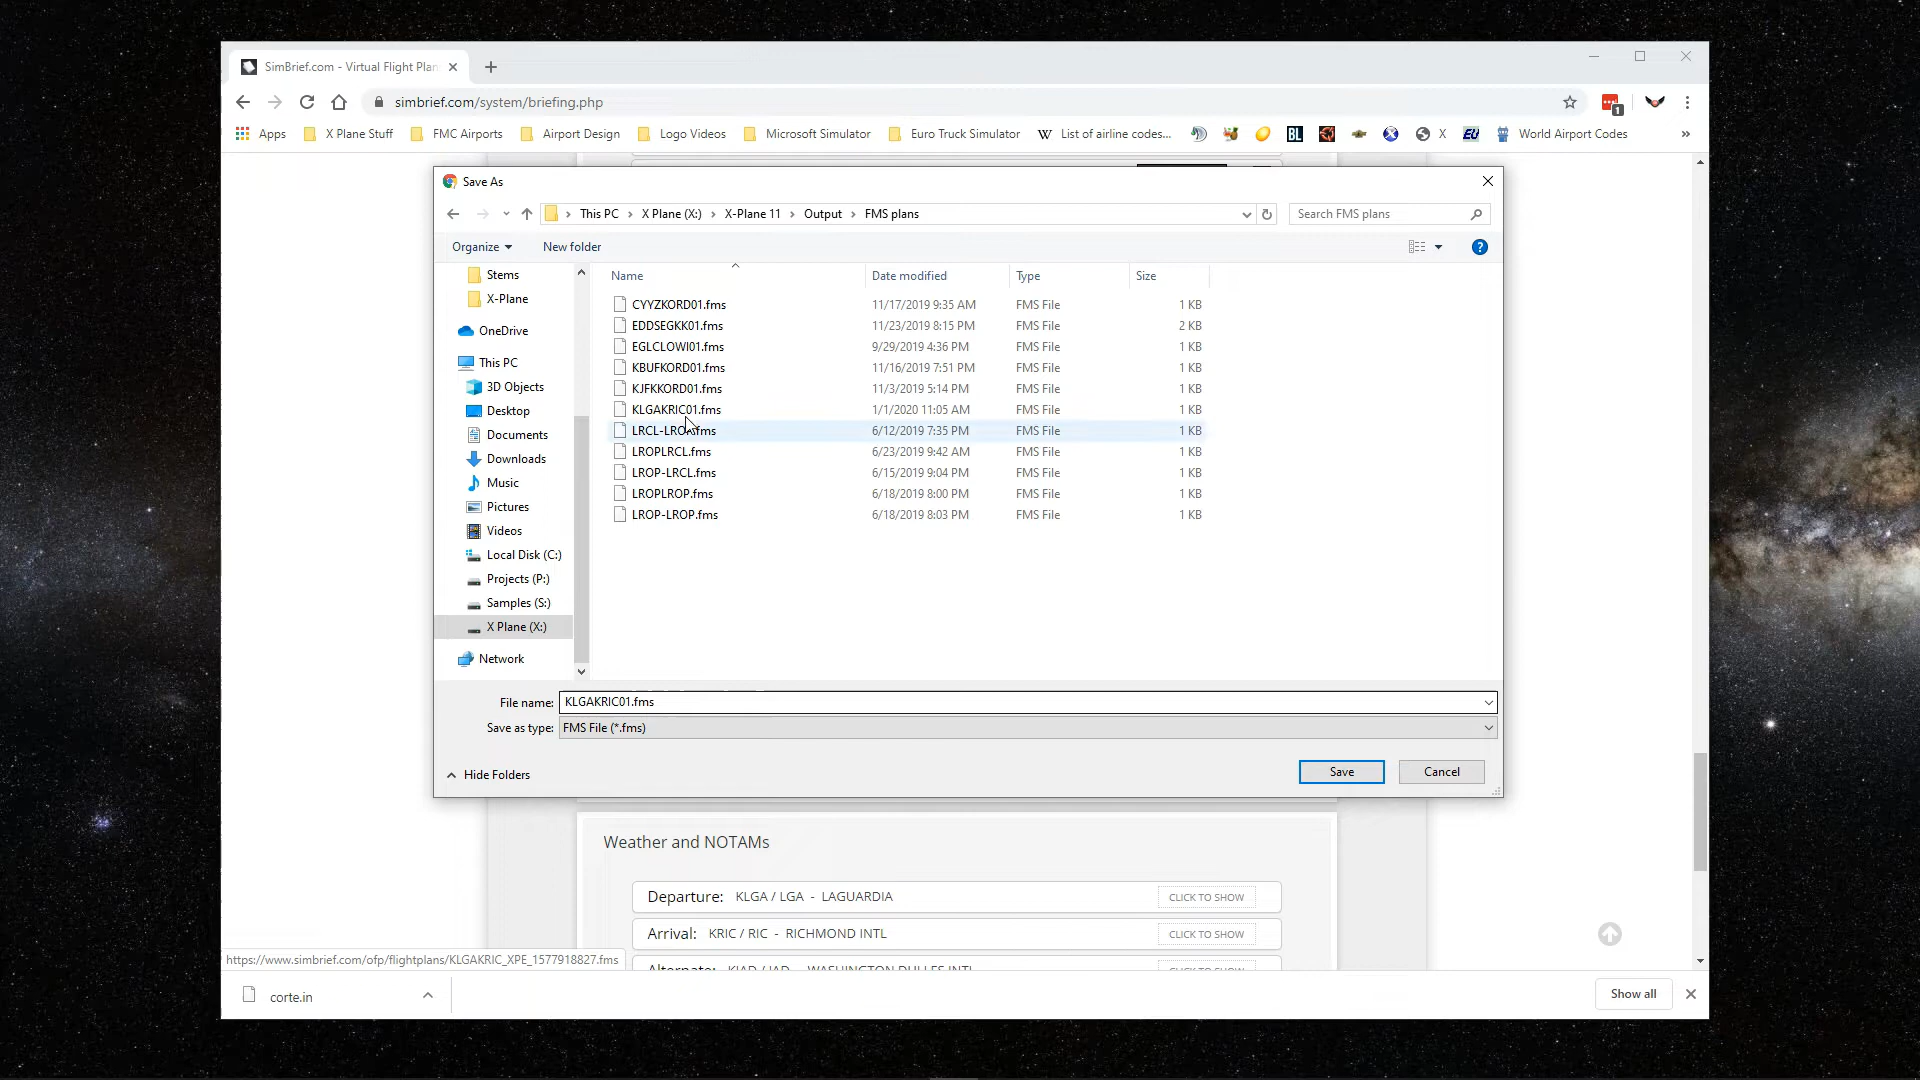 SimBrief.com - Virtual Flight Plan
simbrief.com/system/briefing.php
1
Apps X Plane Stuff FMC Airports Airport Design Logo Videos Microsoft Simulator Euro Truck Simulator W List of airline codes... BL X EU World Airport Codes »
Save As
This PC > X Plane (X:) > X-Plane 11 > Output > FMS plans
Search FMS plans
Organize New folder
?
Stems
X-Plane
OneDrive
This PC
3D Objects
Desktop
Documents
Downloads
Music
Pictures
Videos
Local Disk (C:)
Projects (P:)
Samples (S:)
X Plane (X:)
Network
Name Date modified Type Size
CYYZKORD01.fms 11/17/2019 9:35 AM FMS File 1 KB
EDDSEGKK01.fms 11/23/2019 8:15 PM FMS File 2 KB
EGLCLOWI01.fms 9/29/2019 4:36 PM FMS File 1 KB
KBUFKORD01.fms 11/16/2019 7:51 PM FMS File 1 KB
KJFKKORD01.fms 11/3/2019 5:14 PM FMS File 1 KB
KLGAKRIC01.fms 1/1/2020 11:05 AM FMS File 1 KB
6/12/2019 7:35 PM FMS File 1 KB
LROPLRCL.fms 6/23/2019 9:42 AM FMS File 1 KB
LROP-LRCL.fms 6/15/2019 9:04 PM FMS File 1 KB
LROPLROP.fms 6/18/2019 8:00 PM FMS File 1 KB
LROP-LROP.fms 6/18/2019 8:03 PM FMS File 1 KB
File name: KLGAKRIC01.fms
Save as type: FMS File (*.fms)
Hide Folders
Save Cancel
Weather and NOTAMs
Departure: KLGA / LGA - LAGUARDIA CLICK TO SHOW
Arrival: KRIC / RIC - RICHMOND INTL CLICK TO SHOW
Alternate: KIAD / IAD - WASHINGTON DULLES INTL CLICK TO SHOW
https://www.simbrief.com/ofp/flightplans/KLGAKRIC_XPE_1577918827.fms
corte.in
Show all